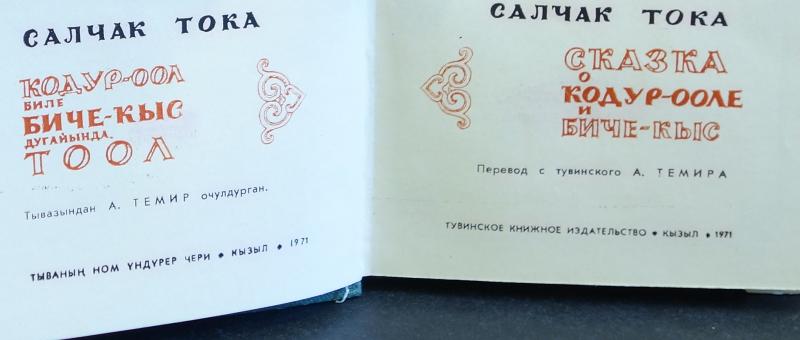 САЛЧАК ТОКА
КОДУР-ООЛ
БИЛЕ
БИЧЕ-КЫС
ДУГАЙЫНДА
ТООЛ
Тывазындан А. ТЕМИР очулдурган.
ТЫВАНЫҢ НОМ ҮНДҮРЕР ЧЕРИ • КЫЗЫЛ • 1971
САЛЧАК ТОКА
СКАЗКА
О
КОДУР-ООЛЕ
И
БИЧЕ-КЫС
Перевод с тувинского А. ТЕМИРА
ТУВИНСКОЕ КНИЖНОЕ ИЗДАТЕЛЬСТВО • КЫЗЫЛ • 1971